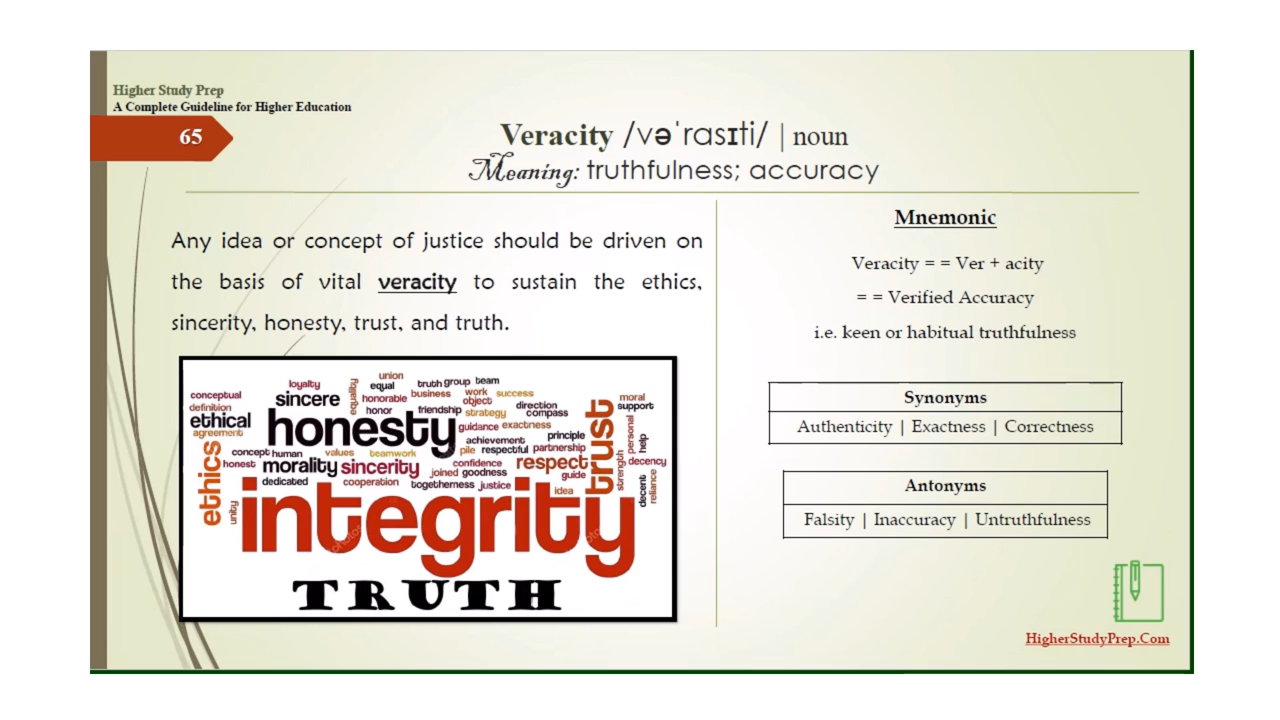 Higher Study Prep
A Complete Guideline for Higher Education
65
Veracity /vəˈrasɪti/ | noun
Meaning: truthfulness; accuracy
Any idea or concept of justice should be driven on
the basis of vital veracity to sustain the ethics,
sincerity, honesty, trust, and truth.
conceptual
definition
ethical
agreement
ethics
unity
loyalty
sincere
equality
union
equal
honorable
honor
truth
group
team
business
work
object
success
friendship
strategy
direction
compass
honesty
guidance
exactness
achievement
principle
concept
human
values
teamwork
pile
respectful
partnership
honest
morality
sincerity
joined
confidence
goodness
respect
guide
dedicated
cooperation
togetherness
justice
idea
trust
moral
support
personal
help
strength
decency
decent
reliance
integrity
TRUTH
Mnemonic
Veracity = = Ver + acity
= = Verified Accuracy
i.e. keen or habitual truthfulness
Synonyms
Authenticity | Exactness | Correctness
Antonyms
Falsity | Inaccuracy | Untruthfulness
HigherStudyPrep.Com